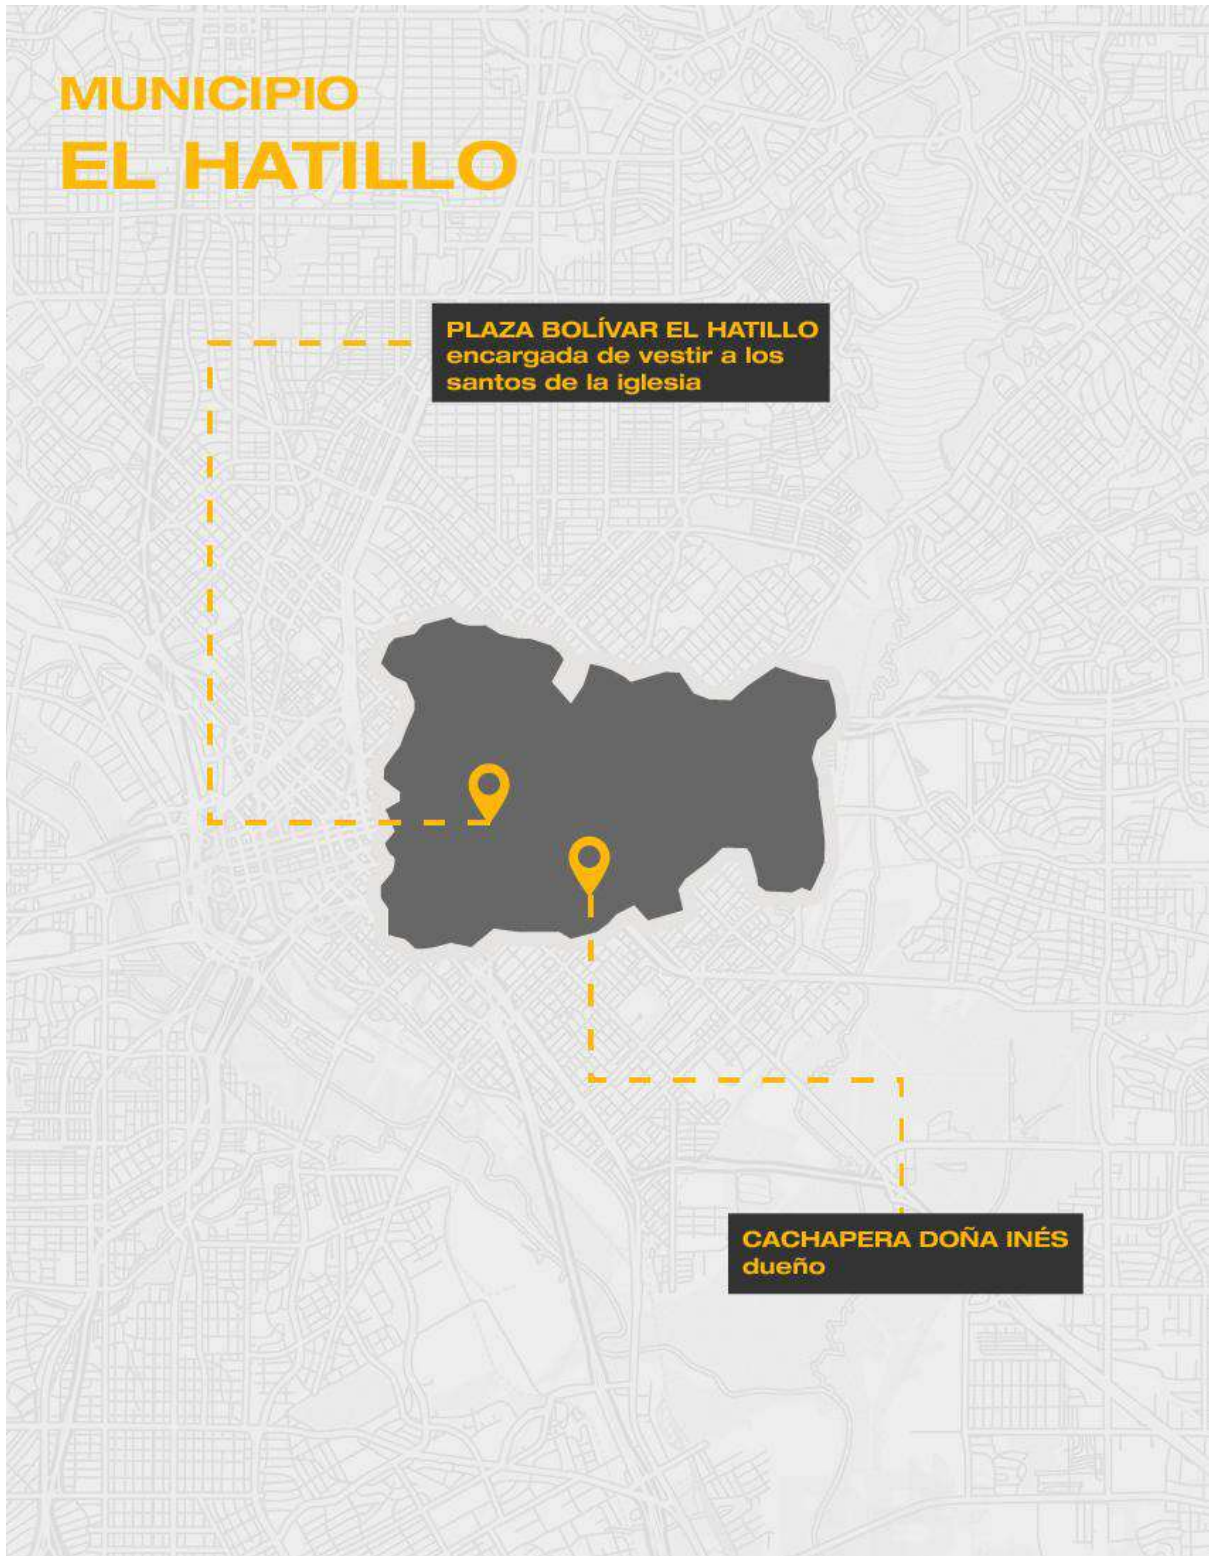 MUNICIPIO
EL HATILLO
PLAZA BOLÍVAR EL HATILLO
encargada de vestir a los
santos de la iglesia
CACHAPERA DOÑA INÉS
dueño